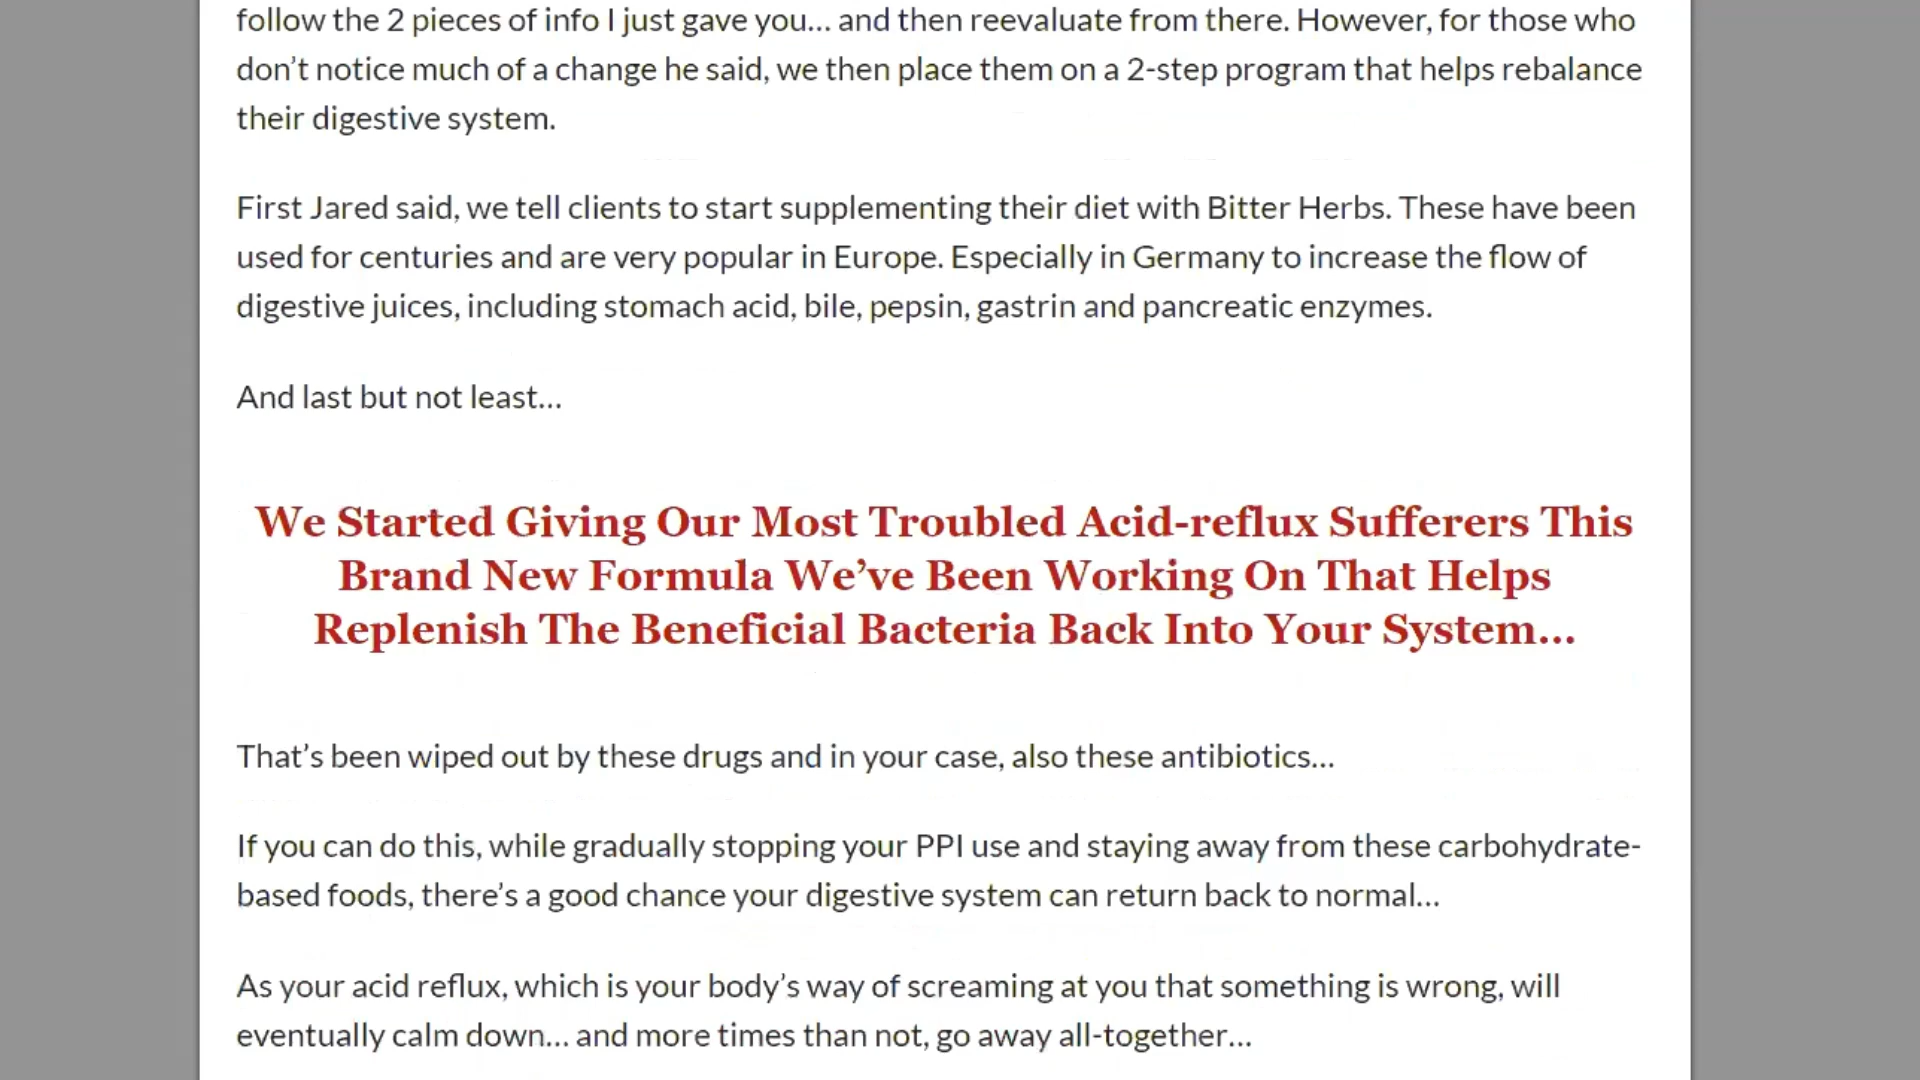 follow the 2 pieces of info I just gave you… and then reevaluate from there. However, for those who
don’t notice much of a change he said, we then place them on a 2-step program that helps rebalance
their digestive system.
First Jared said, we tell clients to start supplementing their diet with Bitter Herbs. These have been
used for centuries and are very popular in Europe. Especially in Germany to increase the flow of
digestive juices, including stomach acid, bile, pepsin, gastrin and pancreatic enzymes.
And last but not least…
We Started Giving Our Most Troubled Acid-reflux Sufferers This
Brand New Formula We’ve Been Working On That Helps
Replenish The Beneficial Bacteria Back Into Your System…
That’s been wiped out by these drugs and in your case, also these antibiotics…
If you can do this, while gradually stopping your PPI use and staying away from these carbohydrate-
based foods, there’s a good chance your digestive system can return back to normal…
As your acid reflux, which is your body’s way of screaming at you that something is wrong, will
eventually calm down… and more times than not, go away all-together…